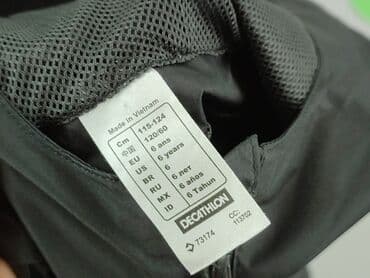 Made in Vietnam
Cm 115-124
中国 120/60
EU 6 ans
US 6 years
BR 6
RU 6 лет
MX 6 años
ID 6 Tahun
DECATHLON
73174
CC:
113702